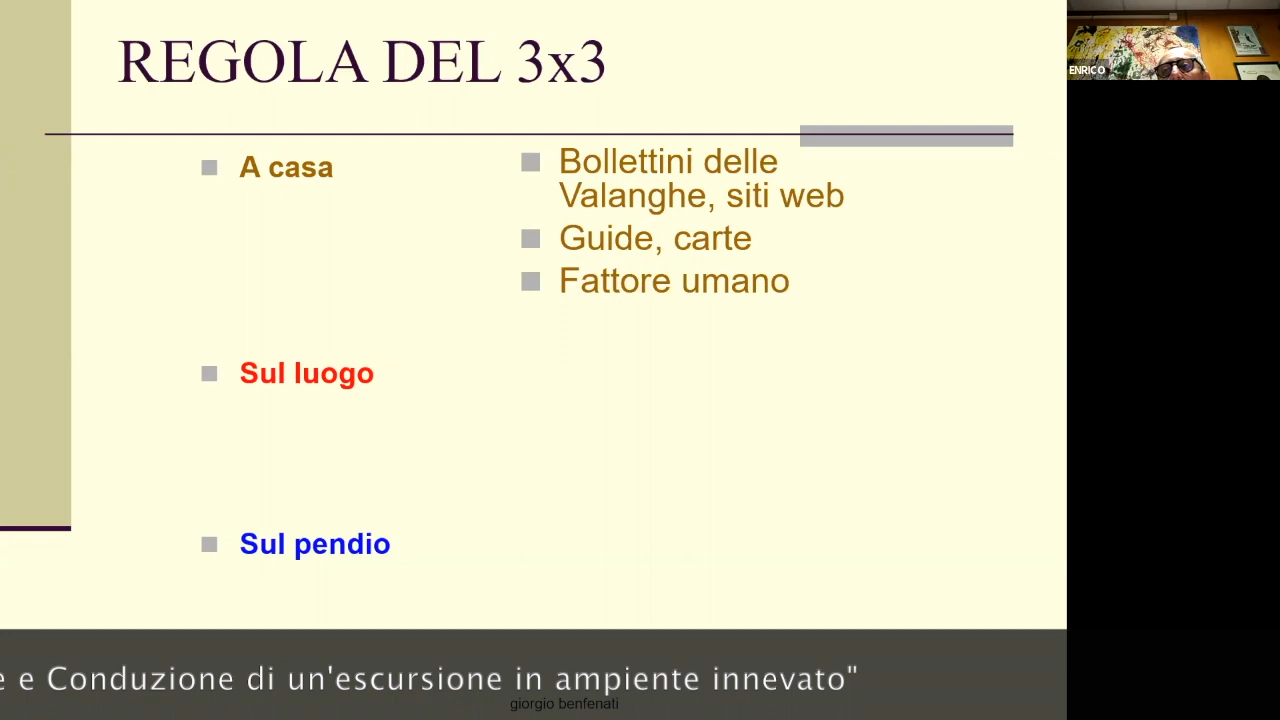 REGOLA DEL 3x3
ENRICO
A casa
Bollettini delle
Valanghe, siti web
Guide, carte
Fattore umano
Sul luogo
Sul pendio
e e Conduzione di un'escursione in ampiente innevato"
giorgio benfenati